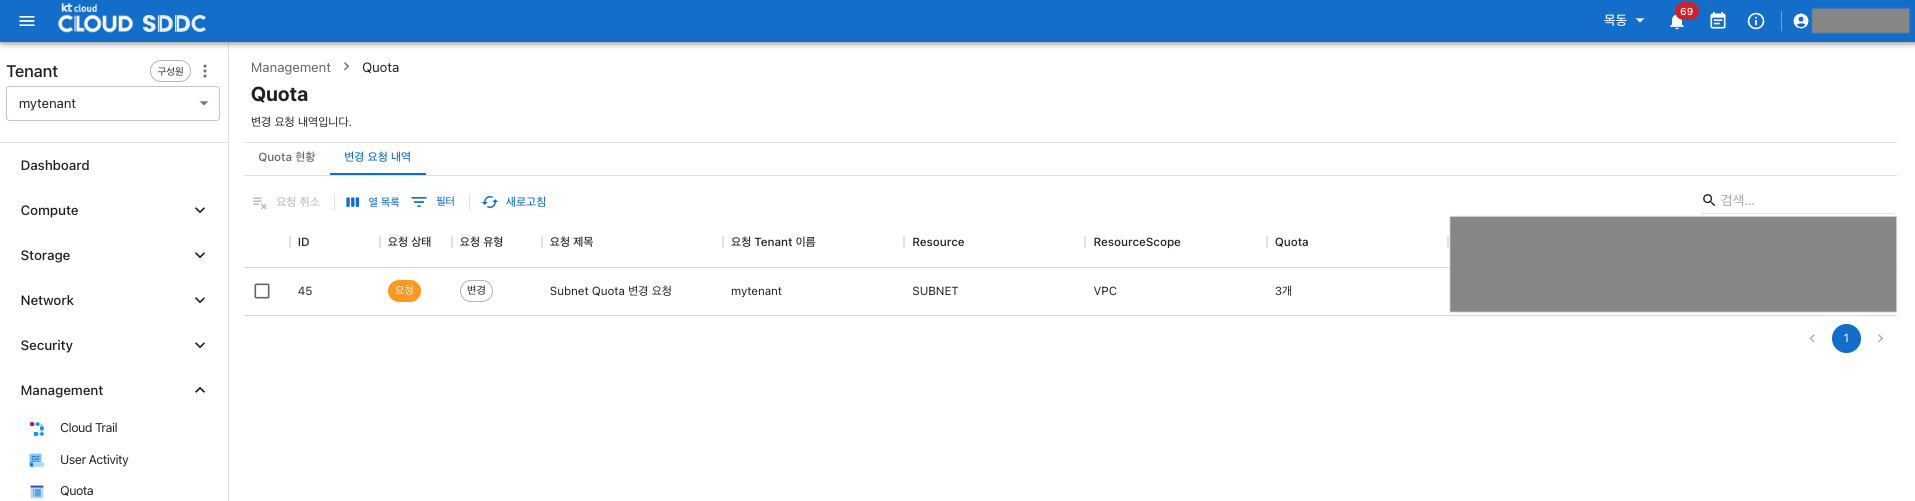 kt cloud
CLOUD SDDC
목동
69
Tenant
구성원
mytenant
Dashboard
Compute
Storage
Network
Security
Management
Cloud Trail
User Activity
Quota
Management > Quota
Quota
변경 요청 내역입니다.
Quota 현황
변경 요청 내역
요청 취소
열 목록
필터
새로고침
검색...
ID 요청 상태 요청 유형 요청 제목 요청 Tenant 이름 Resource ResourceScope Quota
45 요청 변경 Subnet Quota 변경 요청 mytenant SUBNET VPC 3개
1